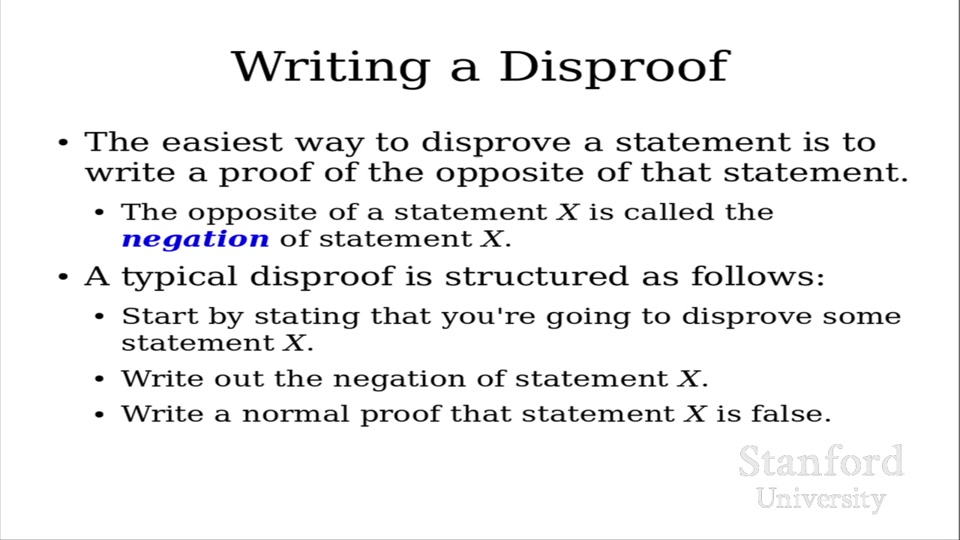 Writing a Disproof
• The easiest way to disprove a statement is to
write a proof of the opposite of that statement.
• The opposite of a statement X is called the
negation of statement X.
• A typical disproof is structured as follows:
• Start by stating that you're going to disprove some
statement X.
• Write out the negation of statement X.
• Write a normal proof that statement X is false.
Stanford
University